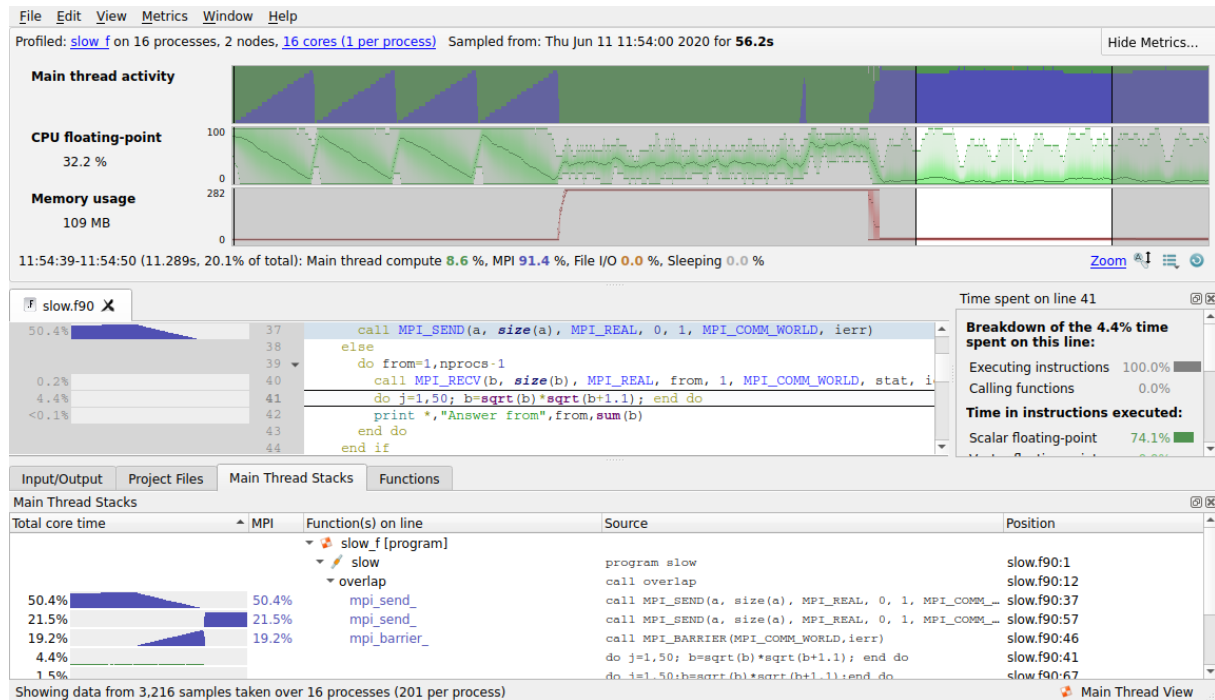 File Edit View Metrics Window Help
Profiled: slow_f on 16 processes, 2 nodes, 16 cores (1 per process) Sampled from: Thu Jun 11 11:54:00 2020 for 56.2s
Hide Metrics...
Main thread activity
CPU floating-point
32.2 %
100
0
Memory usage
109 MB
282
0
11:54:39-11:54:50 (11.289s, 20.1% of total): Main thread compute 8.6 %, MPI 91.4 %, File I/O 0.0 %, Sleeping 0.0 %
Zoom
slow.f90
50.4% 37 call MPI_SEND(a, size(a), MPI_REAL, 0, 1, MPI_COMM_WORLD, ierr)
38 else
39 do from=1,nprocs-1
0.2% 40 call MPI_RECV(b, size(b), MPI_REAL, from, 1, MPI_COMM_WORLD, stat, i
4.4% 41 do j=1,50; b=sqrt(b)*sqrt(b+1.1); end do
<0.1% 42 print *,"Answer from",from,sum(b)
43 end do
44 end if
Time spent on line 41
Breakdown of the 4.4% time
spent on this line:
Executing instructions 100.0%
Calling functions 0.0%
Time in instructions executed:
Scalar floating-point 74.1%
Input/Output Project Files Main Thread Stacks Functions
Main Thread Stacks
Total core time MPI Function(s) on line Source Position
slow_f [program]
slow program slow slow.f90:1
overlap call overlap slow.f90:12
50.4% 50.4% mpi_send_ call MPI_SEND(a, size(a), MPI_REAL, 0, 1, MPI_COMM_... slow.f90:37
21.5% 21.5% mpi_send_ call MPI_SEND(a, size(a), MPI_REAL, 0, 1, MPI_COMM_... slow.f90:57
19.2% 19.2% mpi_barrier_ call MPI_BARRIER(MPI_COMM_WORLD,ierr) slow.f90:46
4.4% do j=1,50; b=sqrt(b)*sqrt(b+1.1); end do slow.f90:41
1.5% do j=1,50;b=sqrt(b)*sqrt(b+1.1); end do slow.f90:67
Showing data from 3,216 samples taken over 16 processes (201 per process)
Main Thread View